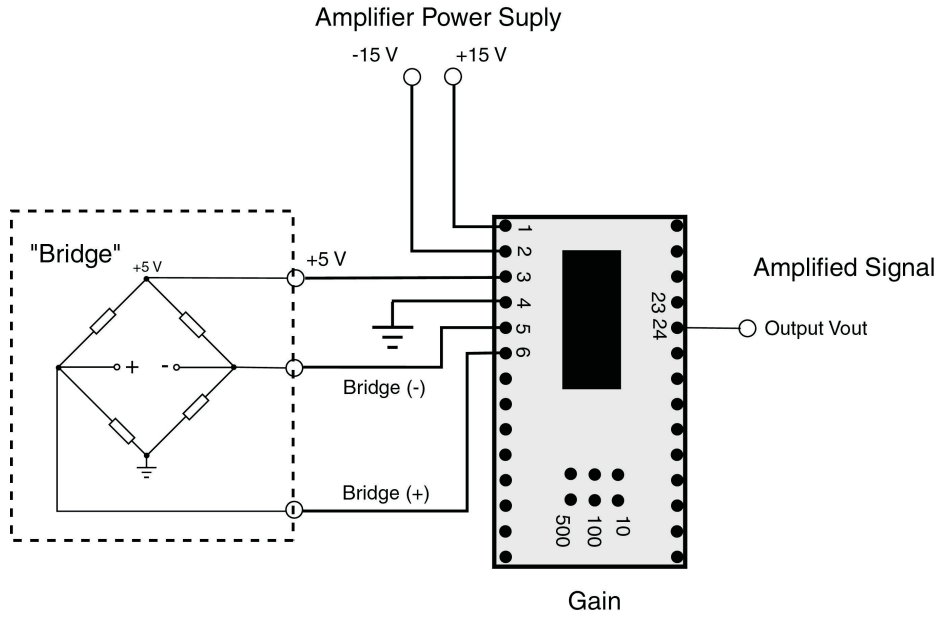 Amplifier Power Suply
-15 V
+15 V
"Bridge"
+5 V
+5 V
+
-
Bridge (-)
Bridge (+)
1
2
3
4
5
6
23 24
Amplified Signal
Output Vout
500
100
10
Gain